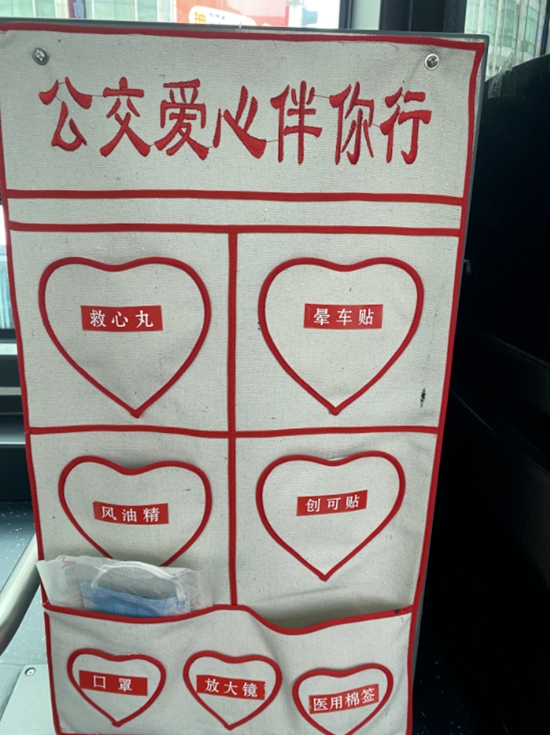 公交爱心伴你行
救心丸
晕车贴
风油精
创可贴
口罩
放大镜
医用棉签